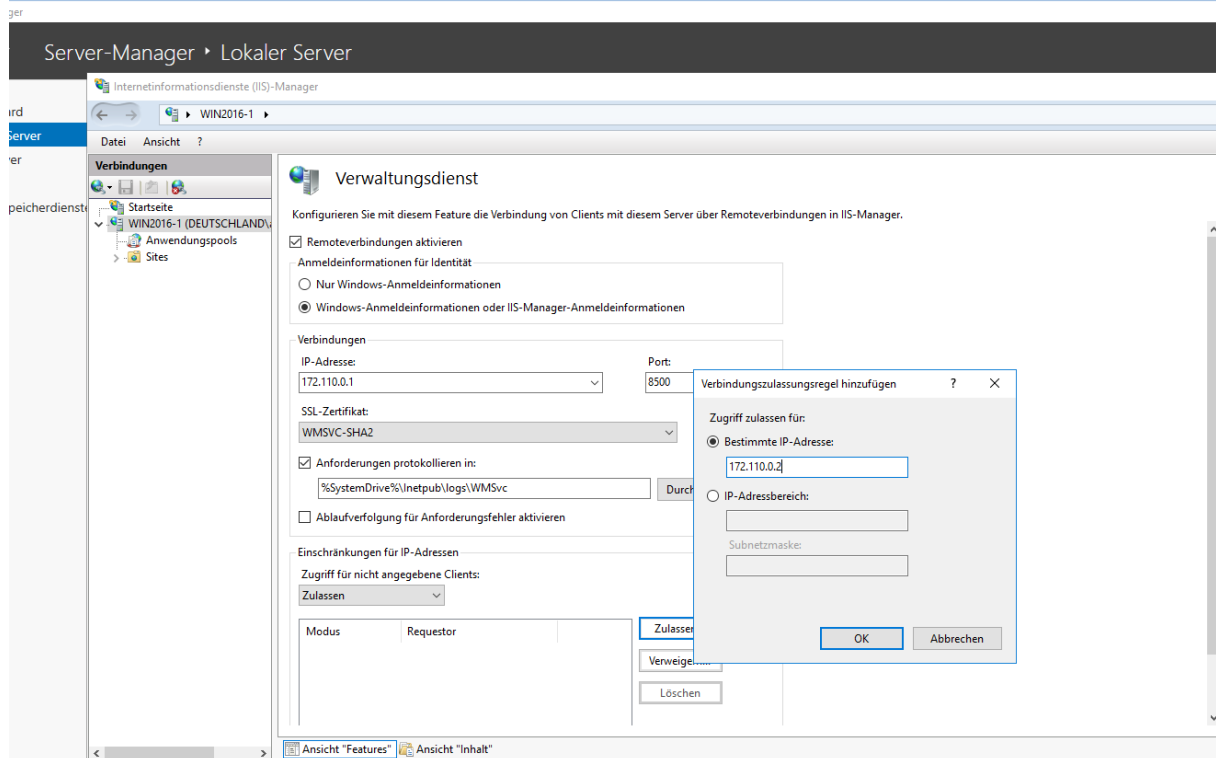 ger
Server-Manager ‣ Lokaler Server
Internetinformationsdienste (IIS)-Manager
ard
WIN2016-1
Server
Datei Ansicht ?
er
Verbindungen
Verwaltungsdienst
peicherdienste
Startseite
WIN2016-1 (DEUTSCHLAND\a
Anwendungspools
Sites
Konfigurieren Sie mit diesem Feature die Verbindung von Clients mit diesem Server über Remoteverbindungen in IIS-Manager.
Remoteverbindungen aktivieren
Anmeldeinformationen für Identität
Nur Windows-Anmeldeinformationen
Windows-Anmeldeinformationen oder IIS-Manager-Anmeldeinformationen
Verbindungen
IP-Adresse: Port:
172.110.0.1 8500
SSL-Zertifikat:
WMSVC-SHA2
Anforderungen protokollieren in:
%SystemDrive%\Inetpub\logs\WMSvc
Durch
Ablaufverfolgung für Anforderungsfehler aktivieren
Einschränkungen für IP-Adressen
Zugriff für nicht angegebene Clients:
Zulassen
Modus Requestor
Zulassen
Verweigern...
Löschen
Verbindungszulassungsregel hinzufügen ?
Zugriff zulassen für:
Bestimmte IP-Adresse:
172.110.0.2
IP-Adressbereich:
Subnetzmaske:
OK Abbrechen
Ansicht "Features" Ansicht "Inhalt"